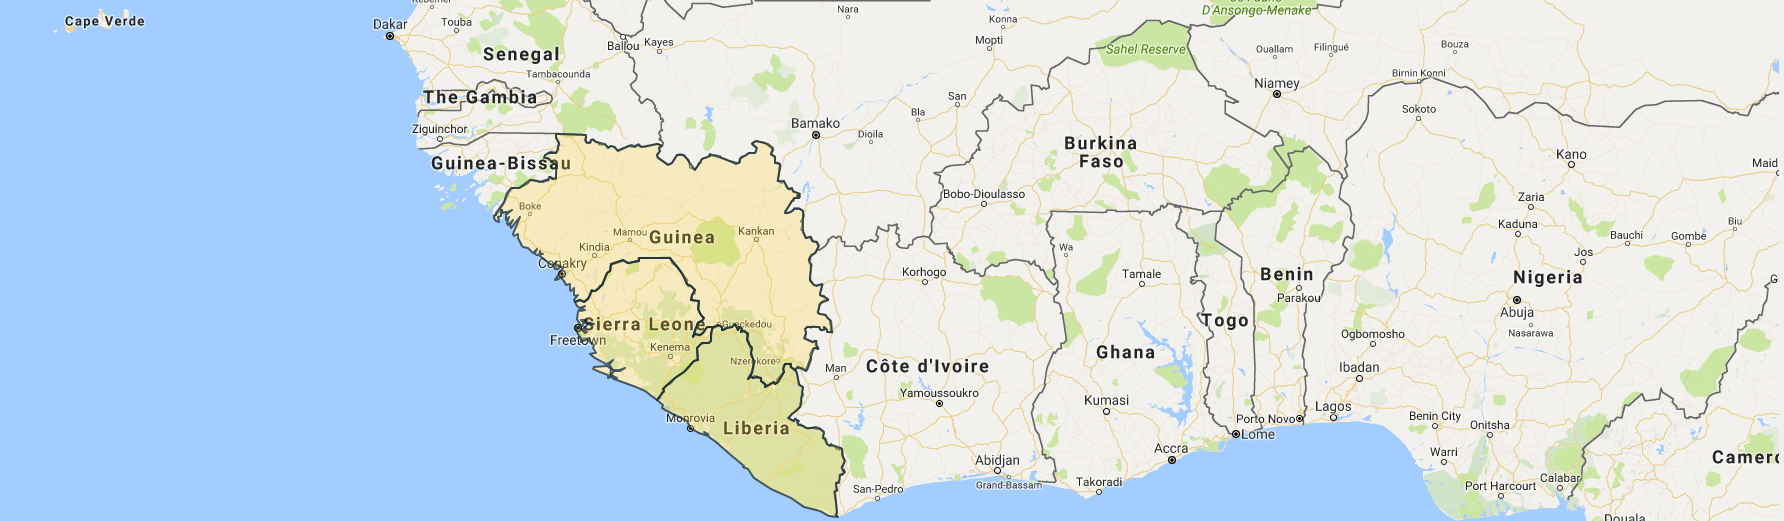 Cape Verde
Dakar
Kebemer
Touba
Senegal
Ballou
Kayes
Nara
Konna
Mopti
D'Ansongo-Menake
Sahel Reserve
Ouallam
Filingué
Bouza
Niamey
Birnin Konni
Sokoto
Tambacounda
The Gambia
Ziguinchor
Guinea-Bissau
Bamako
Dioila
Bla
San
Burkina
Faso
Bobo-Dioulasso
Kano
Maid
Zaria
Kaduna
Bauchi
Gombe
Biu
Jos
Boke
Mamou
Guinea
Kankan
Kindia
Conakry
Korhogo
Wa
Tamale
Benin
Parakou
Nigeria
Abuja
Nasarawa
Sierra Leone
Gueckedou
Freetown
Kenema
Nzerekore
Togo
Ghana
Ogbomosho
Ibadan
Man
Côte d'Ivoire
Yamoussoukro
Kumasi
Monrovia
Liberia
Porto Novo
Lagos
Lome
Benin City
Onitsha
Accra
Abidjan
Grand-Bassam
San-Pedro
Takoradi
Warri
Port Harcourt
Calabar
Camero
Douala